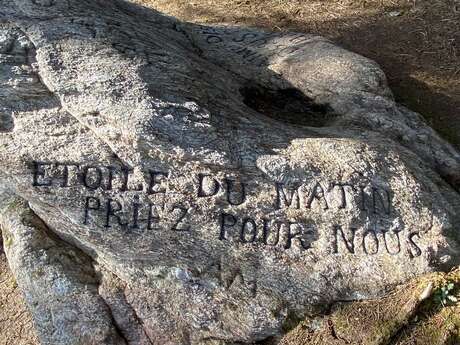 ETOILE DU MATIN
PRIEZ POUR NOUS